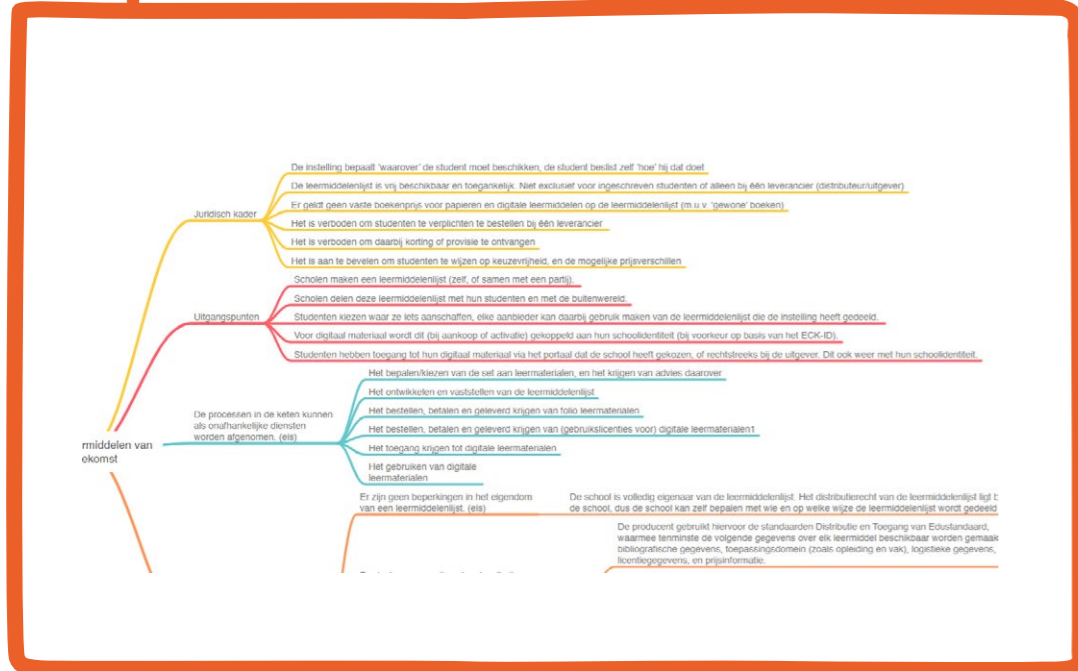 De instelling bepaalt 'waarover' de student moet beschikken, de student beslist zelf 'hoe' hij dat doet
De leermiddelenlijst is vrij beschikbaar en toegankelijk. Niet exclusief voor ingeschreven studenten of alleen bij één leverancier (distributeur/uitgever)
Er geldt geen vaste boekenprijs voor papieren en digitale leermiddelen op de leermiddelenlijst (m.u.v. 'gewone' boeken)
Juridisch kader
Het is verboden om studenten te verplichten te bestellen bij één leverancier
Het is verboden om daarbij korting of provisie te ontvangen
Het is aan te bevelen om studenten te wijzen op keuzevrijheid, en de mogelijke prijsverschillen
Scholen maken een leermiddelenlijst (zelf, of samen met een partij).
Scholen delen deze leermiddelenlijst met hun studenten en met de buitenwereld.
Uitgangspunten
Studenten kiezen waar ze iets aanschaffen, elke aanbieder kan daarbij gebruik maken van de leermiddelenlijst die de instelling heeft gedeeld.
Voor digitaal materiaal wordt dit (bij aankoop of activatie) gekoppeld aan hun schoolidentiteit (bij voorkeur op basis van het ECK-ID).
Studenten hebben toegang tot hun digitaal materiaal via het portaal dat de school heeft gekozen, of rechtstreeks bij de uitgever. Dit ook weer met hun schoolidentiteit.
Het bepalen/kiezen van de set aan leermaterialen, en het krijgen van advies daarover
Het ontwikkelen en vaststellen van de leermiddelenlijst
De processen in de keten kunnen
als onafhankelijke diensten
worden afgenomen. (eis)
Het bestellen, betalen en geleverd krijgen van folio leermaterialen
Het bestellen, betalen en geleverd krijgen van (gebruikslicenties voor) digitale leermaterialen1
Het toegang krijgen tot digitale leermaterialen
Het gebruiken van digitale
leermaterialen
rmiddelen van
ekomst
Er zijn geen beperkingen in het eigendom
van een leermiddelenlijst. (eis)
De school is volledig eigenaar van de leermiddelenlijst. Het distributierecht van de leermiddelenlijst ligt
de school, dus de school kan zelf bepalen met wie en op welke wijze de leermiddelenlijst wordt gedeeld
De producent gebruikt hiervoor de standaarden Distributie en Toegang van Edustandaard,
waarmee tenminste de volgende gegevens over elk leermiddel beschikbaar worden gemaak
bibliografische gegevens, toepassingsdomein (zoals opleiding en vak), logistieke gegevens,
licentiegegevens, en prijsinformatie.